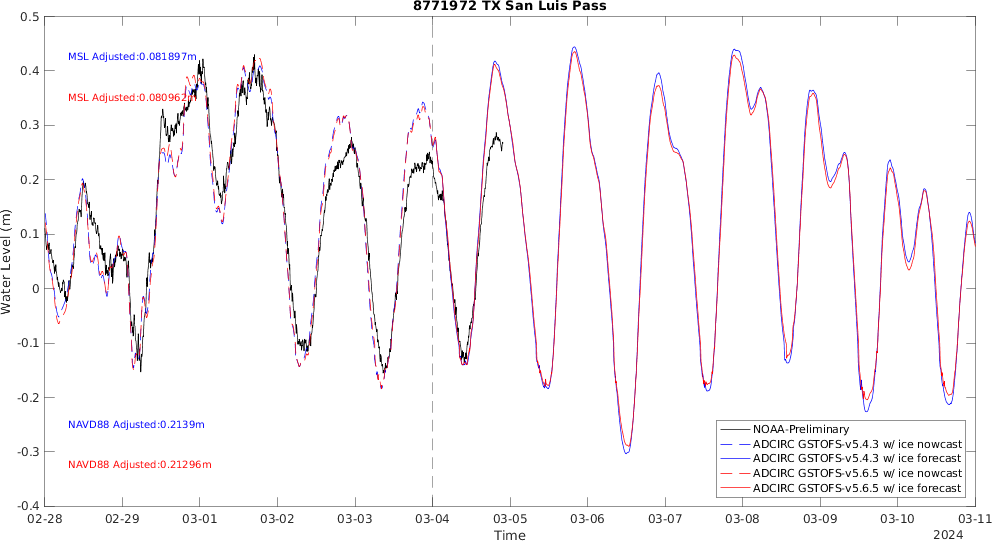 8771972 TX San Luis Pass
0.5
0.4
0.3
0.2
0.1
0
-0.1
-0.2
-0.3
-0.4
Water Level (m)
MSL Adjusted:0.081897m
MSL Adjusted:0.080962m
NAVD88 Adjusted:0.2139m
NAVD88 Adjusted:0.21296m
NOAA-Preliminary
ADCIRC GSTOFS-v5.4.3 w/ ice nowcast
ADCIRC GSTOFS-v5.4.3 w/ ice forecast
ADCIRC GSTOFS-v5.6.5 w/ ice nowcast
ADCIRC GSTOFS-v5.6.5 w/ ice forecast
02-28 02-29 03-01 03-02 03-03 03-04 03-05 03-06 03-07 03-08 03-09 03-10 03-11
Time
2024